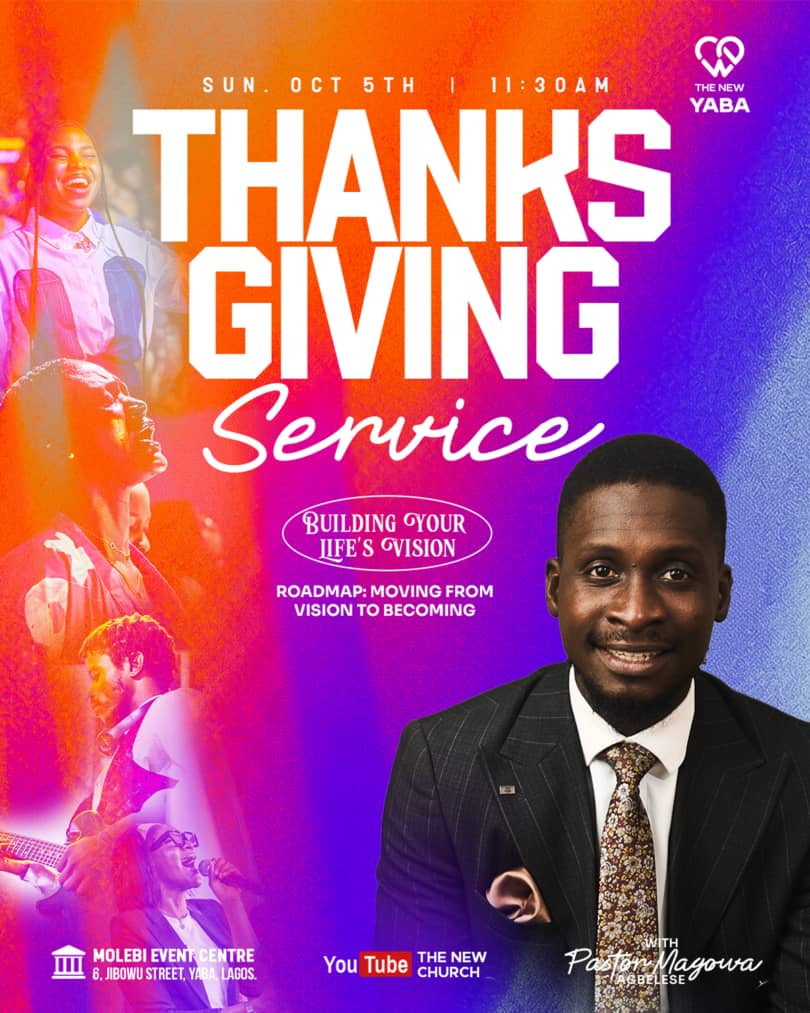 SUN. OCT 5TH | 11:30AM
THE NEW
YABA
THANKS
GIVING
Service
BUILDING YOUR
LIFE'S VISION
ROADMAP: MOVING FROM
VISION TO BECOMING
MOLEBI EVENT CENTRE
6, JIBOWU STREET, YABA, LAGOS.
YouTube THE NEW
CHURCH
WITH
Pastor Mayowa
AGBELESE